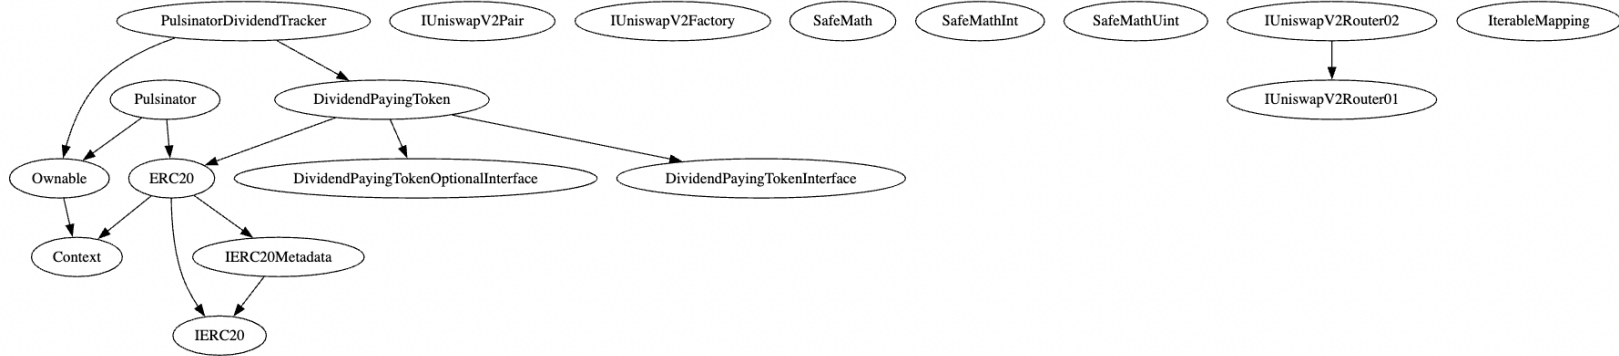 PulsinatorDividendTracker
IUniswapV2Pair
IUniswapV2Factory
SafeMath
SafeMathInt
SafeMathUint
IUniswapV2Router02
IterableMapping
Pulsinator
DividendPayingToken
IUniswapV2Router01
Ownable
ERC20
DividendPayingTokenOptionalInterface
DividendPayingTokenInterface
Context
IERC20Metadata
IERC20